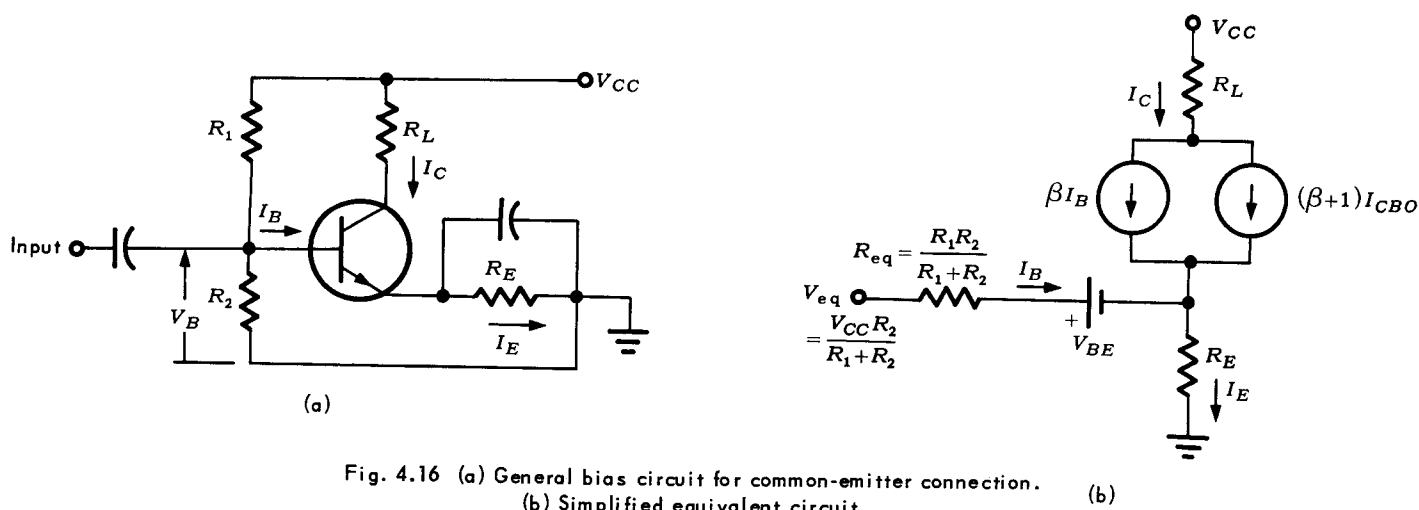 V_CC
R_1
R_L
I_C
I_B
Input
R_2
V_B
R_E
I_E
(a)
V_CC
I_C
R_L
βI_B
(β+1)I_CBO
R_eq = R_1R_2 / R_1+R_2
I_B
V_eq
= V_CC R_2 / R_1+R_2
+
V_BE
R_E
I_E
(b)
Fig. 4.16 (a) General bias circuit for common-emitter connection.
(b) Simplified equivalent circuit